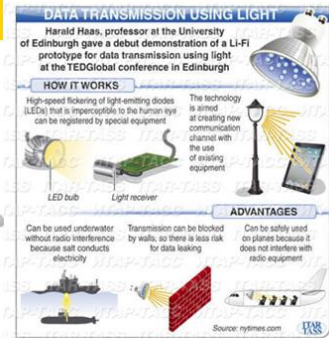 DATA TRANSMISSION USING LIGHT
Harald Haas, professor at the University
of Edinburgh gave a debut demonstration of a Li-Fi
prototype for data transmission using light
at the TEDGlobal conference in Edinburgh
HOW IT WORKS
High-speed flickering of light-emitting diodes
(LEDs) that is imperceptible to the human eye
can be registered by special equipment
The technology
is aimed
at creating new
communication
channel with
the use
of existing
equipment
LED bulb
Light receiver
ADVANTAGES
Can be used underwater
without radio interference
because salt conducts
electricity
Transmission can be blocked
by walls, so there is less risk
for data leaking
Can be safely used
on planes because it
does not interfere with
radio equipment
Source: nytimes.com
ITAR
TASS